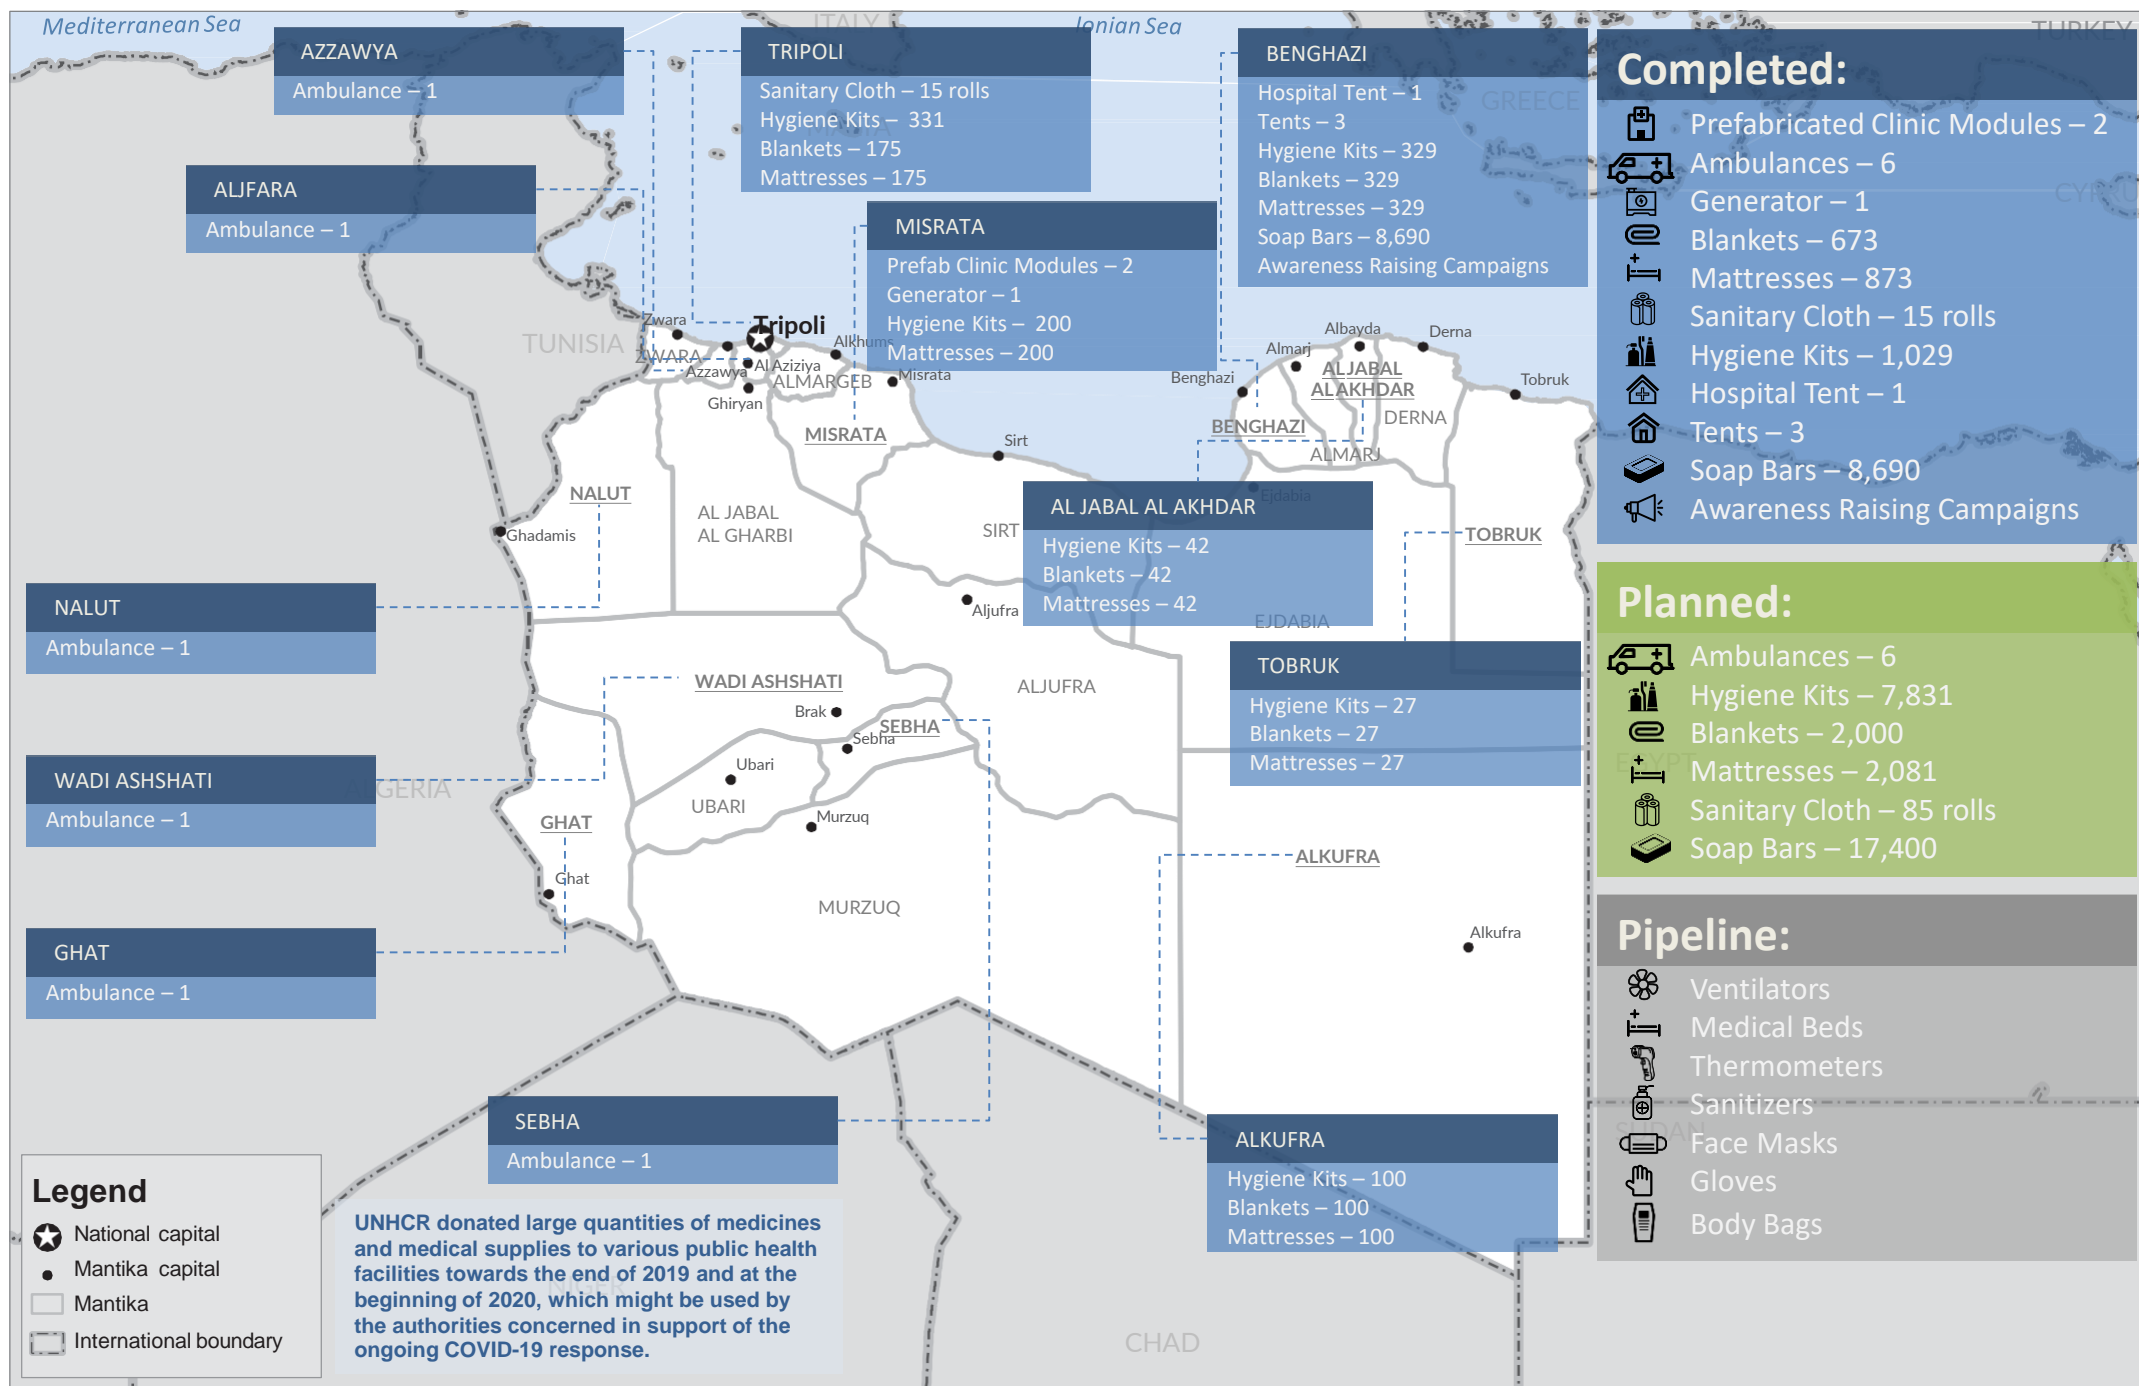 Mediterranean Sea
ITALY
Ionian Sea
TURKEY
GREECE
MALTA
TUNISIA
ALGERIA
NIGER
CHAD
EGYPT
SUDAN
AZZAWYA
Ambulance – 1
ALJFARA
Ambulance – 1
TRIPOLI
Sanitary Cloth – 15 rolls
Hygiene Kits – 331
Blankets – 175
Mattresses – 175
MISRATA
Prefab Clinic Modules – 2
Generator – 1
Hygiene Kits – 200
Mattresses – 200
BENGHAZI
Hospital Tent – 1
Tents – 3
Hygiene Kits – 329
Blankets – 329
Mattresses – 329
Soap Bars – 8,690
Awareness Raising Campaigns
AL JABAL AL AKHDAR
Hygiene Kits – 42
Blankets – 42
Mattresses – 42
TOBRUK
Hygiene Kits – 27
Blankets – 27
Mattresses – 27
NALUT
Ambulance – 1
WADI ASHSHATI
Ambulance – 1
GHAT
Ambulance – 1
SEBHA
Ambulance – 1
ALKUFRA
Hygiene Kits – 100
Blankets – 100
Mattresses – 100
Zwara
Tripoli
ZWARA
Azzawya
Al Aziziya
Alkhums
ALMARGEB
Misrata
Ghiryan
MISRATA
Sirt
NALUT
Ghadamis
AL JABAL
AL GHARBI
SIRT
Benghazi
Almarj
Albayda
Derna
ALJABAL
ALAKHDAR
DERNA
BENGHAZI
ALMARJ
Tobruk
Ejdabia
TOBRUK
EJDABIA
Aljufra
ALJUFRA
WADI ASHSHATI
Brak
SEBHA
Sebha
Ubari
UBARI
Murzuq
MURZUQ
GHAT
Ghat
ALKUFRA
Alkufra
Completed:
Prefabricated Clinic Modules – 2
Ambulances – 6
Generator – 1
Blankets – 673
Mattresses – 873
Sanitary Cloth – 15 rolls
Hygiene Kits – 1,029
Hospital Tent – 1
Tents – 3
Soap Bars – 8,690
Awareness Raising Campaigns
Planned:
Ambulances – 6
Hygiene Kits – 7,831
Blankets – 2,000
Mattresses – 2,081
Sanitary Cloth – 85 rolls
Soap Bars – 17,400
Pipeline:
Ventilators
Medical Beds
Thermometers
Sanitizers
Face Masks
Gloves
Body Bags
Legend
National capital
Mantika capital
Mantika
International boundary
UNHCR donated large quantities of medicines
and medical supplies to various public health
facilities towards the end of 2019 and at the
beginning of 2020, which might be used by
the authorities concerned in support of the
ongoing COVID-19 response.